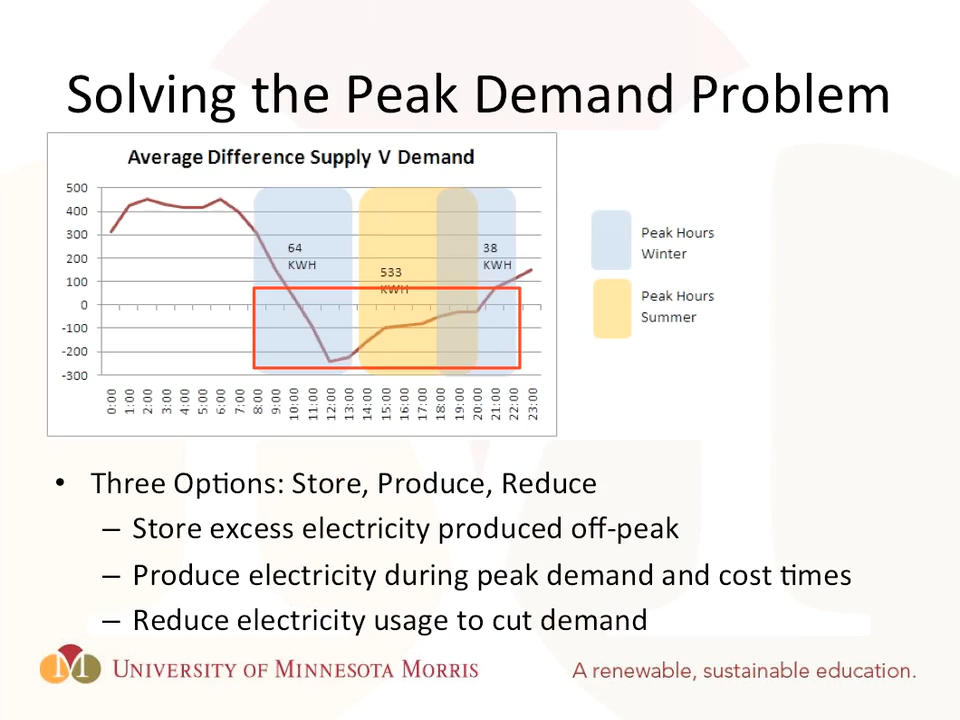 Solving the Peak Demand Problem
Average Difference Supply V Demand
500
400
300
200
100
0
-100
-200
-300
64
KWH
533
KWH
38
KWH
0:00
1:00
2:00
3:00
4:00
5:00
6:00
7:00
8:00
9:00
10:00
11:00
12:00
13:00
14:00
15:00
16:00
17:00
18:00
19:00
20:00
21:00
22:00
23:00
Peak Hours
Winter
Peak Hours
Summer
• Three Options: Store, Produce, Reduce
– Store excess electricity produced off-peak
– Produce electricity during peak demand and cost times
– Reduce electricity usage to cut demand
M UNIVERSITY OF MINNESOTA MORRIS
A renewable, sustainable education.